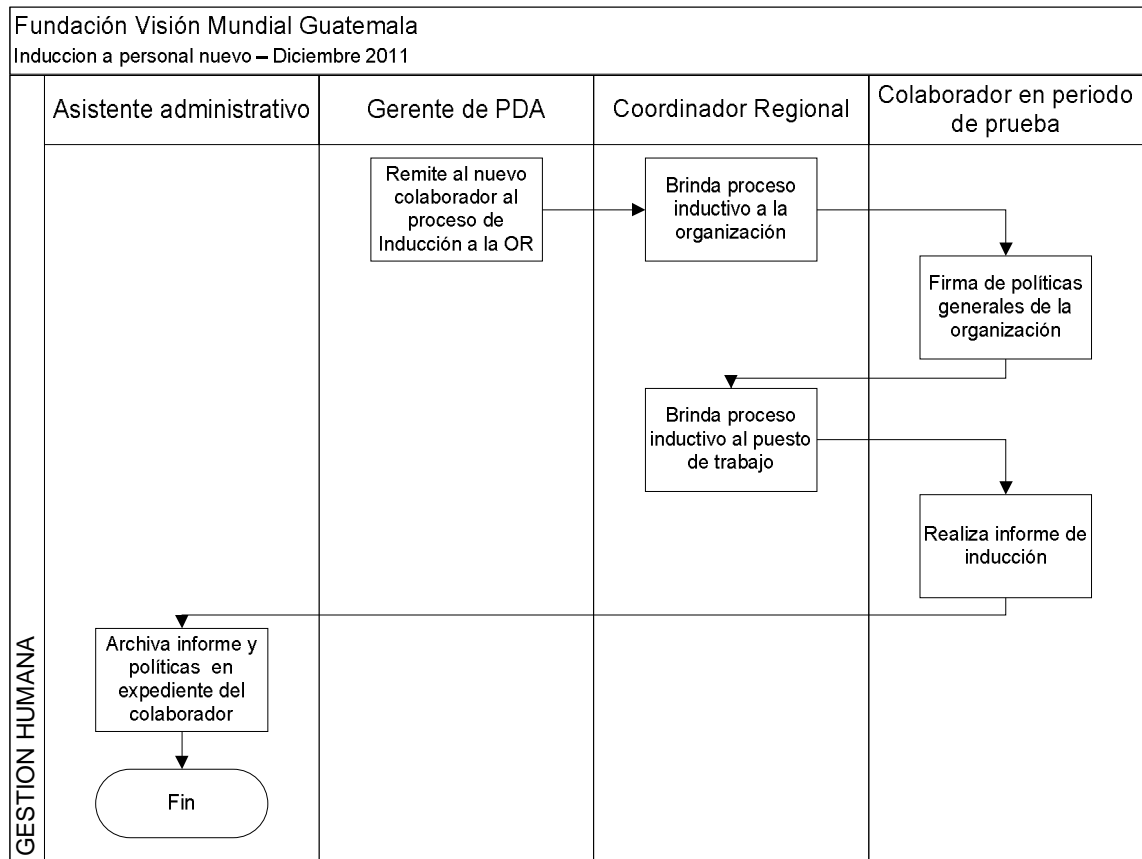 Fundación Visión Mundial Guatemala
Induccion a personal nuevo – Diciembre 2011
GESTION HUMANA
Asistente administrativo
Gerente de PDA
Coordinador Regional
Colaborador en periodo
de prueba
Remite al nuevo
colaborador al
proceso de
Inducción a la OR
Brinda proceso
inductivo a la
organización
Firma de políticas
generales de la
organización
Brinda proceso
inductivo al puesto
de trabajo
Realiza informe de
inducción
Archiva informe y
políticas en
expediente del
colaborador
Fin